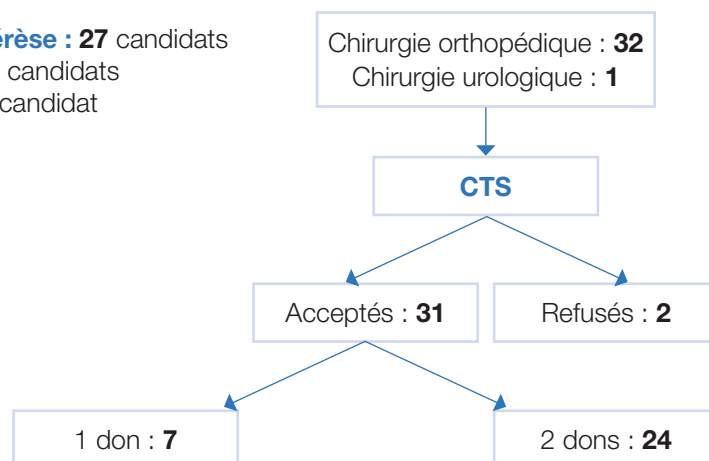 : 27 candidats
candidats
candidat
Chirurgie orthopédique : 32
Chirurgie urologique : 1
CTS
Acceptés : 31
Refusés : 2
1 don : 7
2 dons : 24